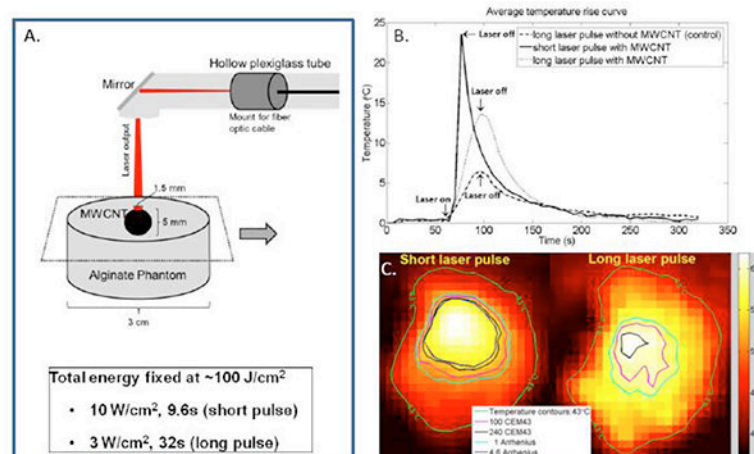 A.
Mirror
Hollow plexiglass tube
Mount for fiber
optic cable
Laser output
1.5 mm
MWCNT
5 mm
Alginate Phantom
3 cm
Total energy fixed at ~100 J/cm²
• 10 W/cm², 9.6s (short pulse)
• 3 W/cm², 32s (long pulse)
Average temperature rise curve
B.
25
20
15
10
5
0
Temperature (°C)
Laser off
long laser pulse without MWCNT (control)
short laser pulse with MWCNT
long laser pulse with MWCNT
Laser off
Laser on
Laser off
0
50
100
150
200
250
300
350
Time (s)
C.
Short laser pulse
Long laser pulse
Temperature contours 43°C
100 CEM43
240 CEM43
1 Arrhenius
4.6 Arrhenius